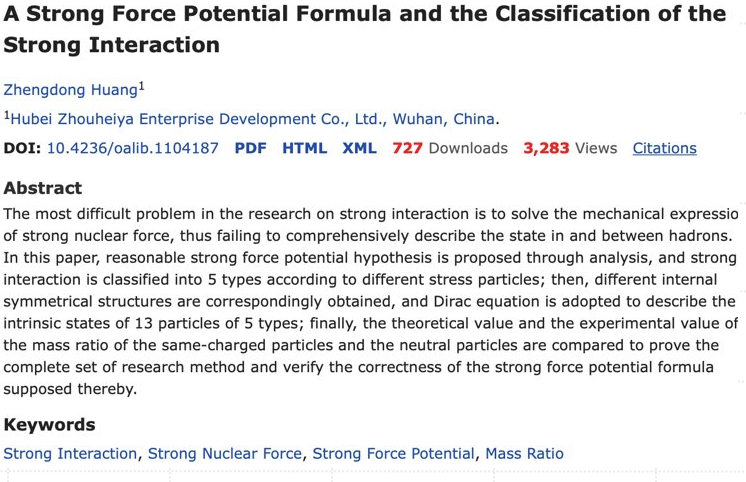 A Strong Force Potential Formula and the Classification of the
Strong Interaction
Zhengdong Huang1
1Hubei Zhouheiya Enterprise Development Co., Ltd., Wuhan, China.
DOI: 10.4236/oalib.1104187 PDF HTML XML 727 Downloads 3,283 Views Citations
Abstract
The most difficult problem in the research on strong interaction is to solve the mechanical expressio
of strong nuclear force, thus failing to comprehensively describe the state in and between hadrons.
In this paper, reasonable strong force potential hypothesis is proposed through analysis, and strong
interaction is classified into 5 types according to different stress particles; then, different internal
symmetrical structures are correspondingly obtained, and Dirac equation is adopted to describe the
intrinsic states of 13 particles of 5 types; finally, the theoretical value and the experimental value of
the mass ratio of the same-charged particles and the neutral particles are compared to prove the
complete set of research method and verify the correctness of the strong force potential formula
supposed thereby.
Keywords
Strong Interaction, Strong Nuclear Force, Strong Force Potential, Mass Ratio